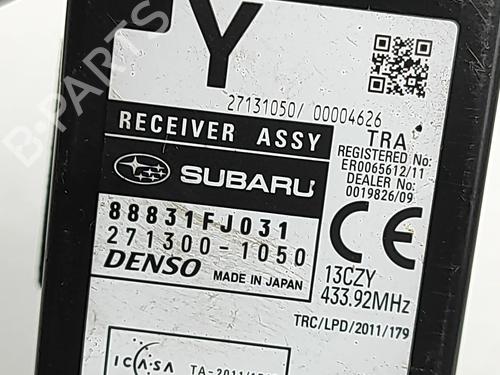 Y
27131050/ 00004626
RECEIVER ASSY
TRA
REGISTERED No:
ER0065612/11
DEALER No:
0019826/09
SUBARU
88831FJ031
271300-1050
DENSO MADE IN JAPAN
CE
13CZY
433.92MHz
TRC/LPD/2011/179
ICASA
B-PARTS